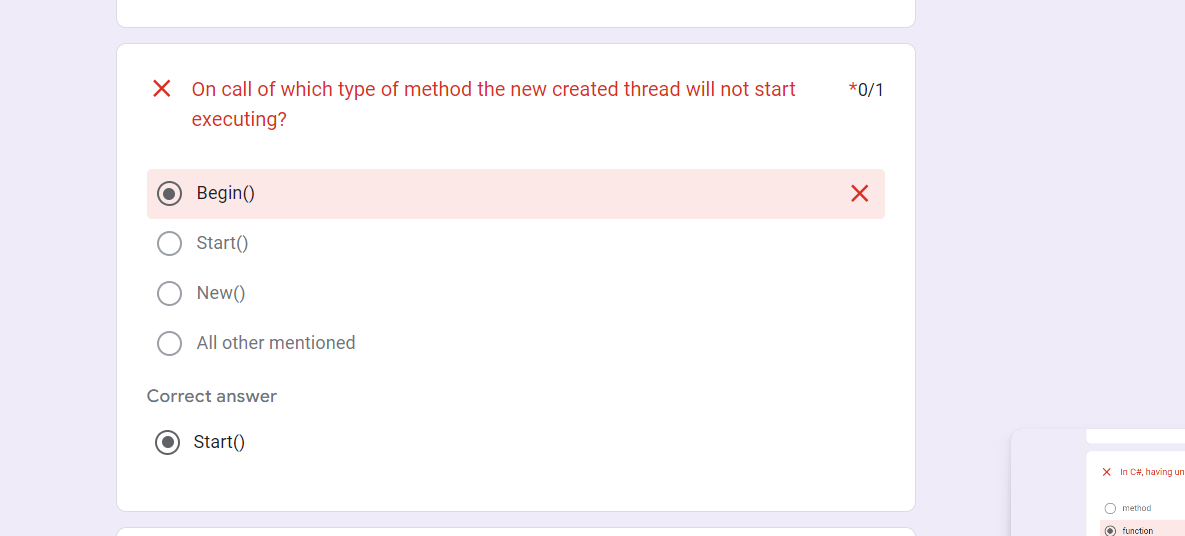 On call of which type of method the new created thread will not start
executing?
*0/1
Begin()
Start()
New()
All other mentioned
Correct answer
Start()
In C#, having un
method
function